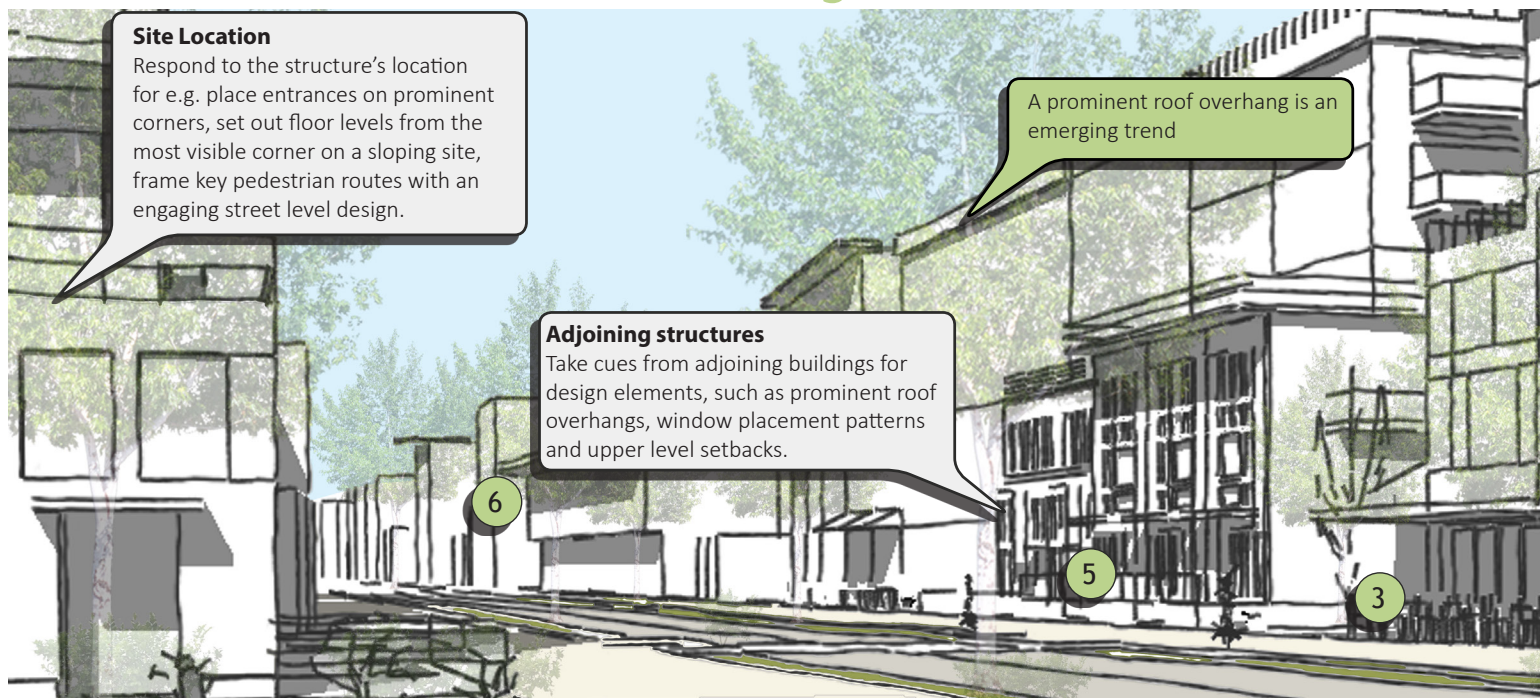 Site Location
Respond to the structure's location
for e.g. place entrances on prominent
corners, set out floor levels from the
most visible corner on a sloping site,
frame key pedestrian routes with an
engaging street level design.
A prominent roof overhang is an
emerging trend
Adjoining structures
Take cues from adjoining buildings for
design elements, such as prominent roof
overhangs, window placement patterns
and upper level setbacks.
6
5
3